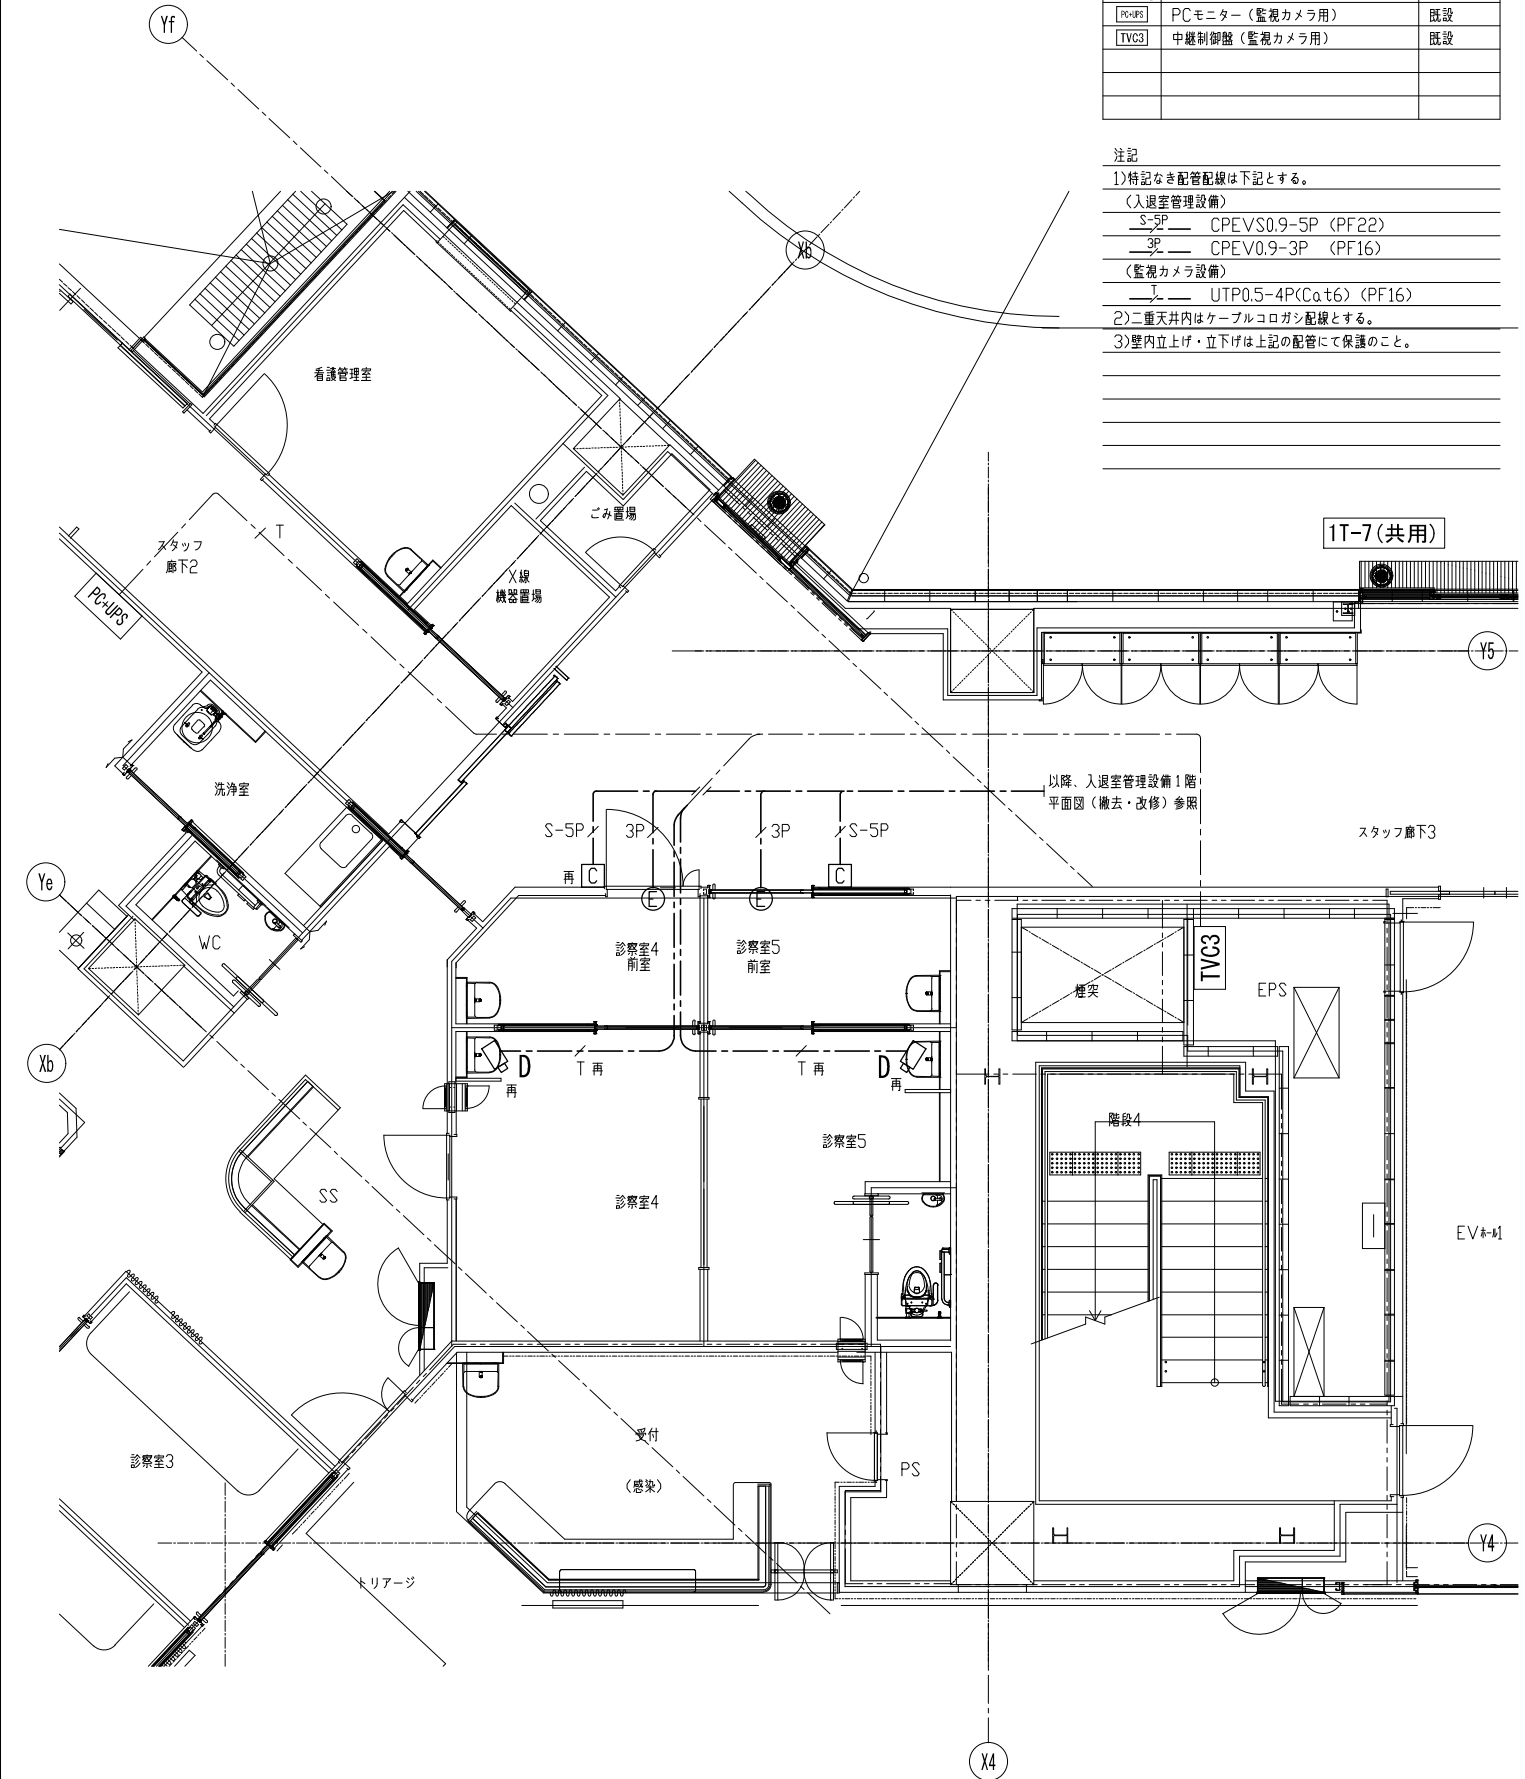 Yf
PC+UPS PCモニター（監視カメラ用） 既設
TVC3 中継制御盤（監視カメラ用） 既設
注記
1)特記なき配管配線は下記とする。
（入退室管理設備）
S-5P CPEVS0.9-5P（PF22）
3P CPEV0.9-3P （PF16）
（監視カメラ設備）
T UTP0.5-4P(Cat6)（PF16）
2)二重天井内はケーブルコロガシ配線とする。
3)壁内立上げ・立下げは上記の配管にて保護のこと。
Xb
看護管理室
ごみ置場
1T-7(共用)
スタッフ
廊下2
T
X線
機器置場
PC+UPS
Y5
洗浄室
以降、入退室管理設備1階
平面図（撤去・改修）参照
S-5P 3P 3P S-5P
スタッフ廊下3
再 C C
Ye
E E
WC
診察室4
前室
診察室5
前室
TVC3
煙突
EPS
Xb
D T 再 T 再 D
再 再
H H
階段4
診察室5
SS
診察室4
EVホール1
受付
（感染）
診察室3
PS
H H
Y4
トリアージ
X4